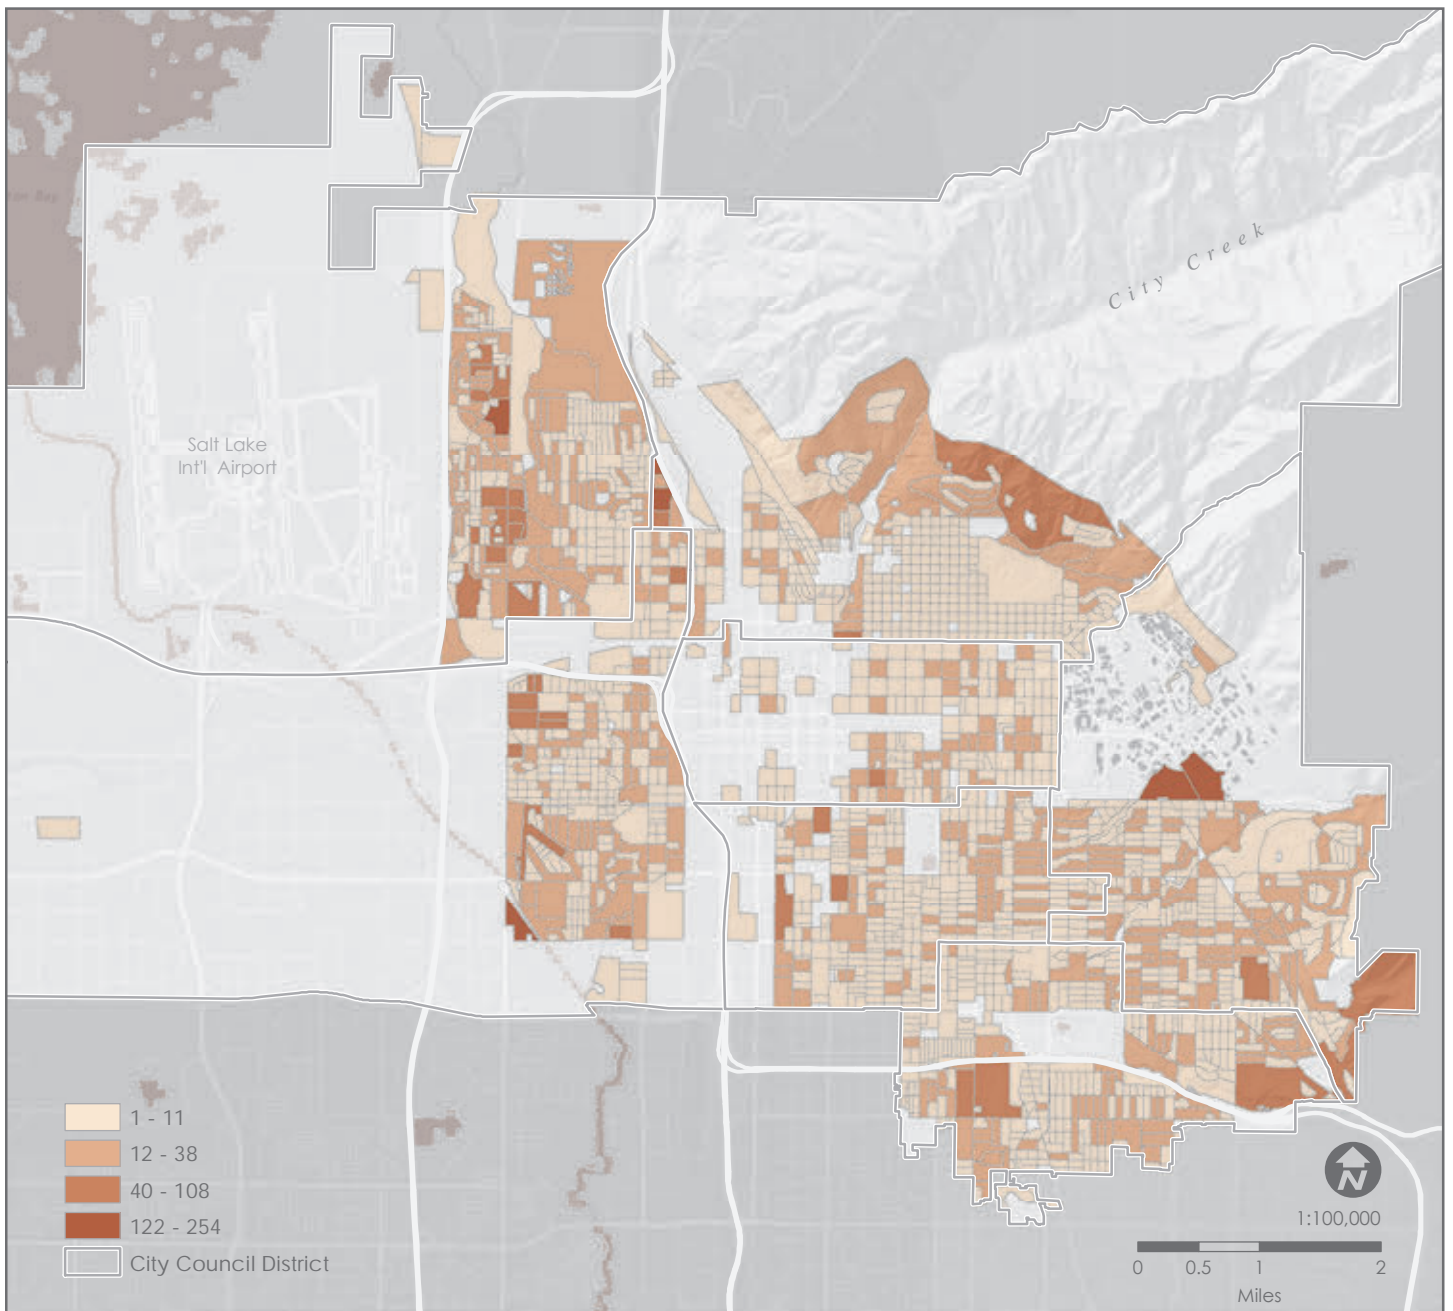 City Creek
Salt Lake
Int'l Airport
1 - 11
12 - 38
40 - 108
122 - 254
City Council District
N
1:100,000
0 0.5 1 2
Miles